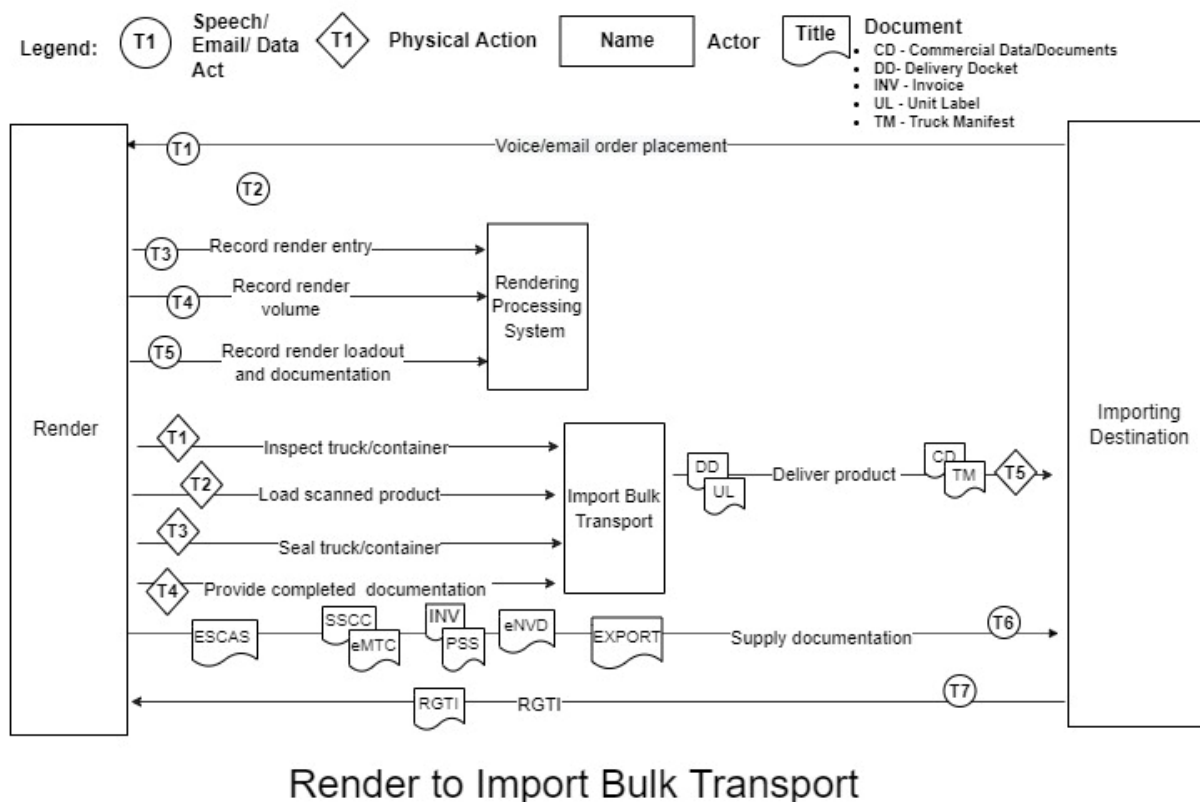 Legend:
T1
Speech/
Email/ Data
Act
T1
Physical Action
Name
Actor
Title
Document
• CD - Commercial Data/Documents
• DD- Delivery Docket
• INV - Invoice
• UL - Unit Label
• TM - Truck Manifest
T1
Voice/email order placement
T2
T3
Record render entry
T4
Record render
volume
T5
Record render loadout
and documentation
Rendering
Processing
System
Render
Importing
Destination
T1
Inspect truck/container
T2
Load scanned product
T3
Seal truck/container
T4
Provide completed documentation
Import Bulk
Transport
DD
UL
Deliver product
CD
TM
T5
ESCAS
SSCC
eMTC
INV
PSS
eNVD
EXPORT
Supply documentation
T6
RGTI
RGTI
T7
Render to Import Bulk Transport